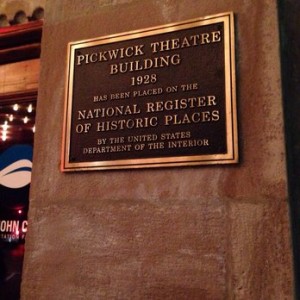 PICKWICK THEATRE
BUILDING
1928
HAS BEEN PLACED ON THE
NATIONAL REGISTER
OF HISTORIC PLACES
BY THE UNITED STATES
DEPARTMENT OF THE INTERIOR
OHN C